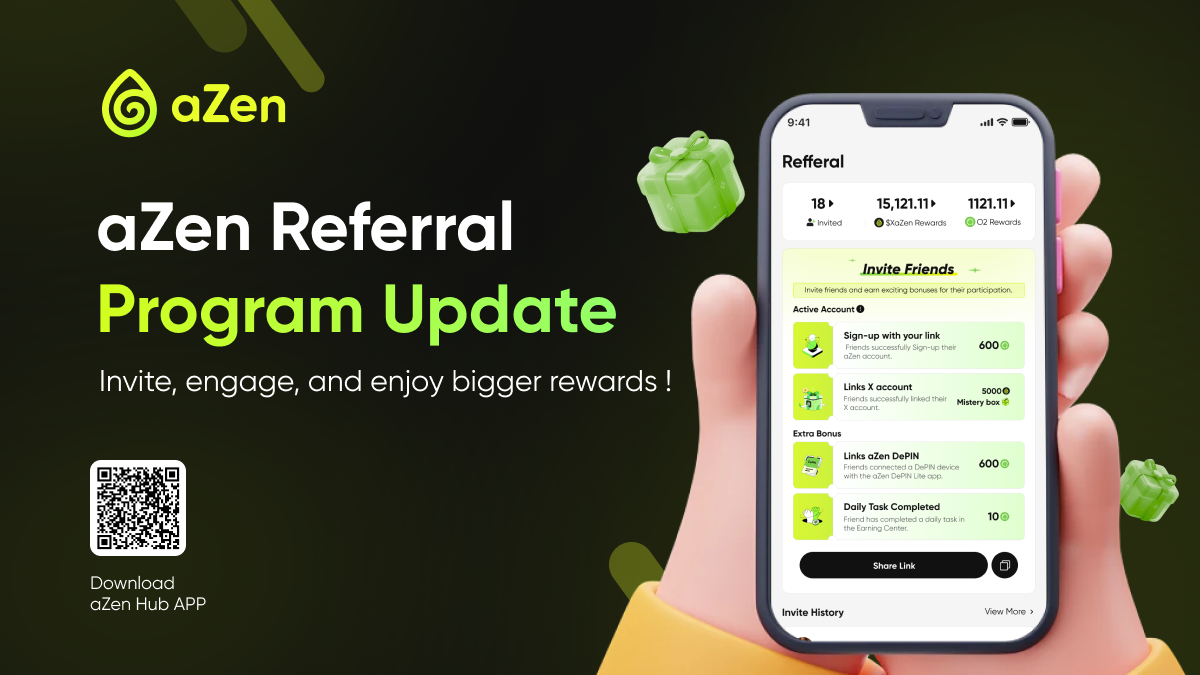 aZen
aZen Referral
Program Update
Invite, engage, and enjoy bigger rewards !
Download
aZen Hub APP
9:41
Refferal
18
15,121.11
1121.11
Invited
$XaZen Rewards
O2 Rewards
Invite Friends
Invite friends and earn exciting bonuses for their participation.
Active Account
Sign-up with your link
Friends successfully Sign-up their
aZen account.
600
Links X account
Friends successfully linked their
X account.
5000
Mistery box
Extra Bonus
Links aZen DePIN
Friends connected a DePIN device
with the aZen DePIN Lite app.
600
Daily Task Completed
Friend has completed a daily task in
the Earning Center.
10
Share Link
Invite History
View More >